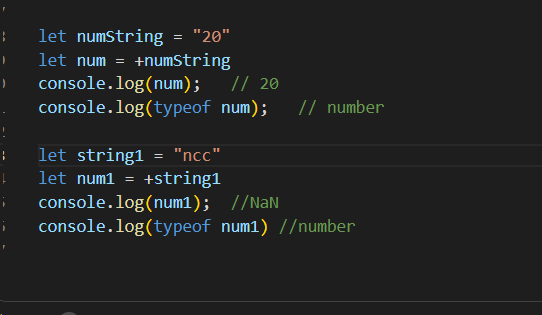 let numString = "20"
let num = +numString
console.log(num);   // 20
console.log(typeof num);   // number
let string1 = "ncc"
let num1 = +string1
console.log(num1);  //NaN
console.log(typeof num1) //number